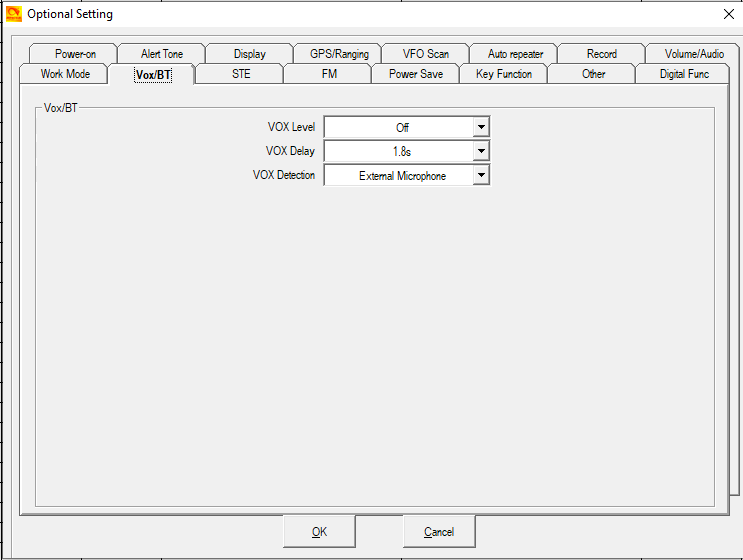 Optional Setting
Power-on Alert Tone Display GPS/Ranging VFO Scan Auto repeater Record Volume/Audio
Work Mode Vox/BT STE FM Power Save Key Function Other Digital Func
Vox/BT
VOX Level Off
VOX Delay 1.8s
VOX Detection External Microphone
OK Cancel